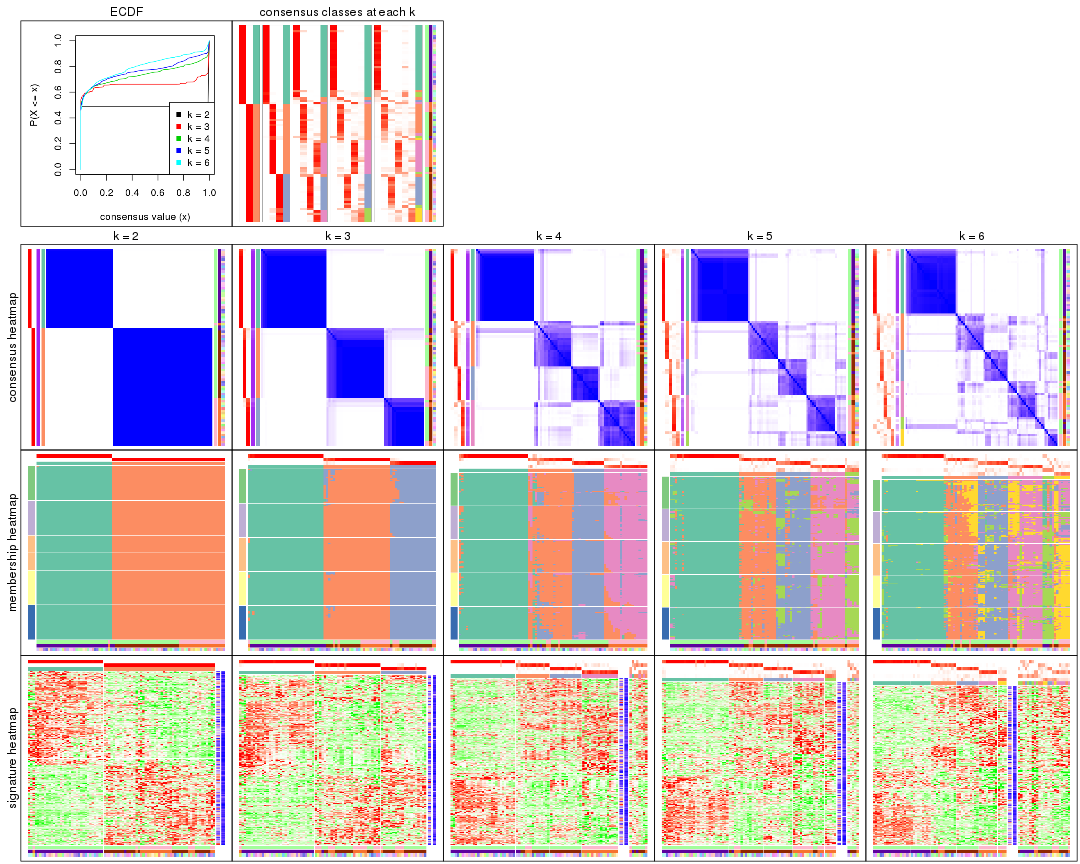 ECDF
consensus classes at each k
P(X <= x)
0.0 0.2 0.4 0.6 0.8 1.0
k = 2
k = 3
k = 4
k = 5
k = 6
0.0 0.2 0.4 0.6 0.8 1.0
consensus value (x)
k = 2 k = 3 k = 4 k = 5 k = 6
consensus heatmap
membership heatmap
signature heatmap